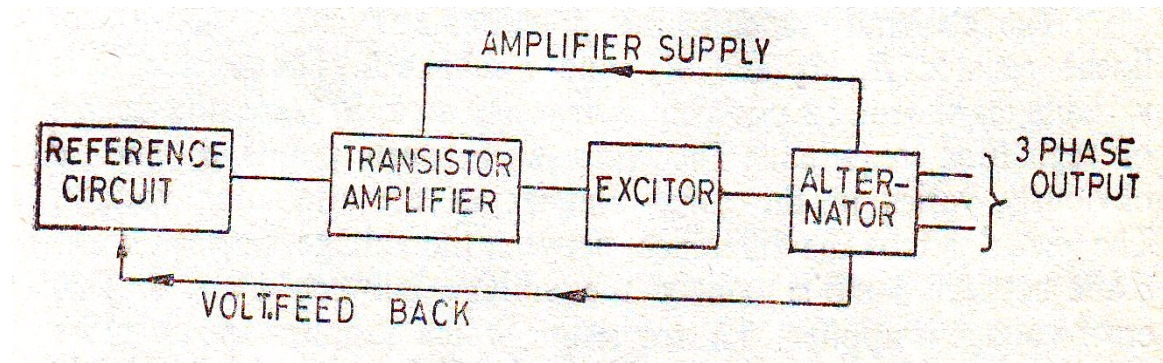 AMPLIFIER SUPPLY
REFERENCE
CIRCUIT
TRANSISTOR
AMPLIFIER
EXCITOR
ALTER-
NATOR
3 PHASE
OUTPUT
VOLT.FEED BACK